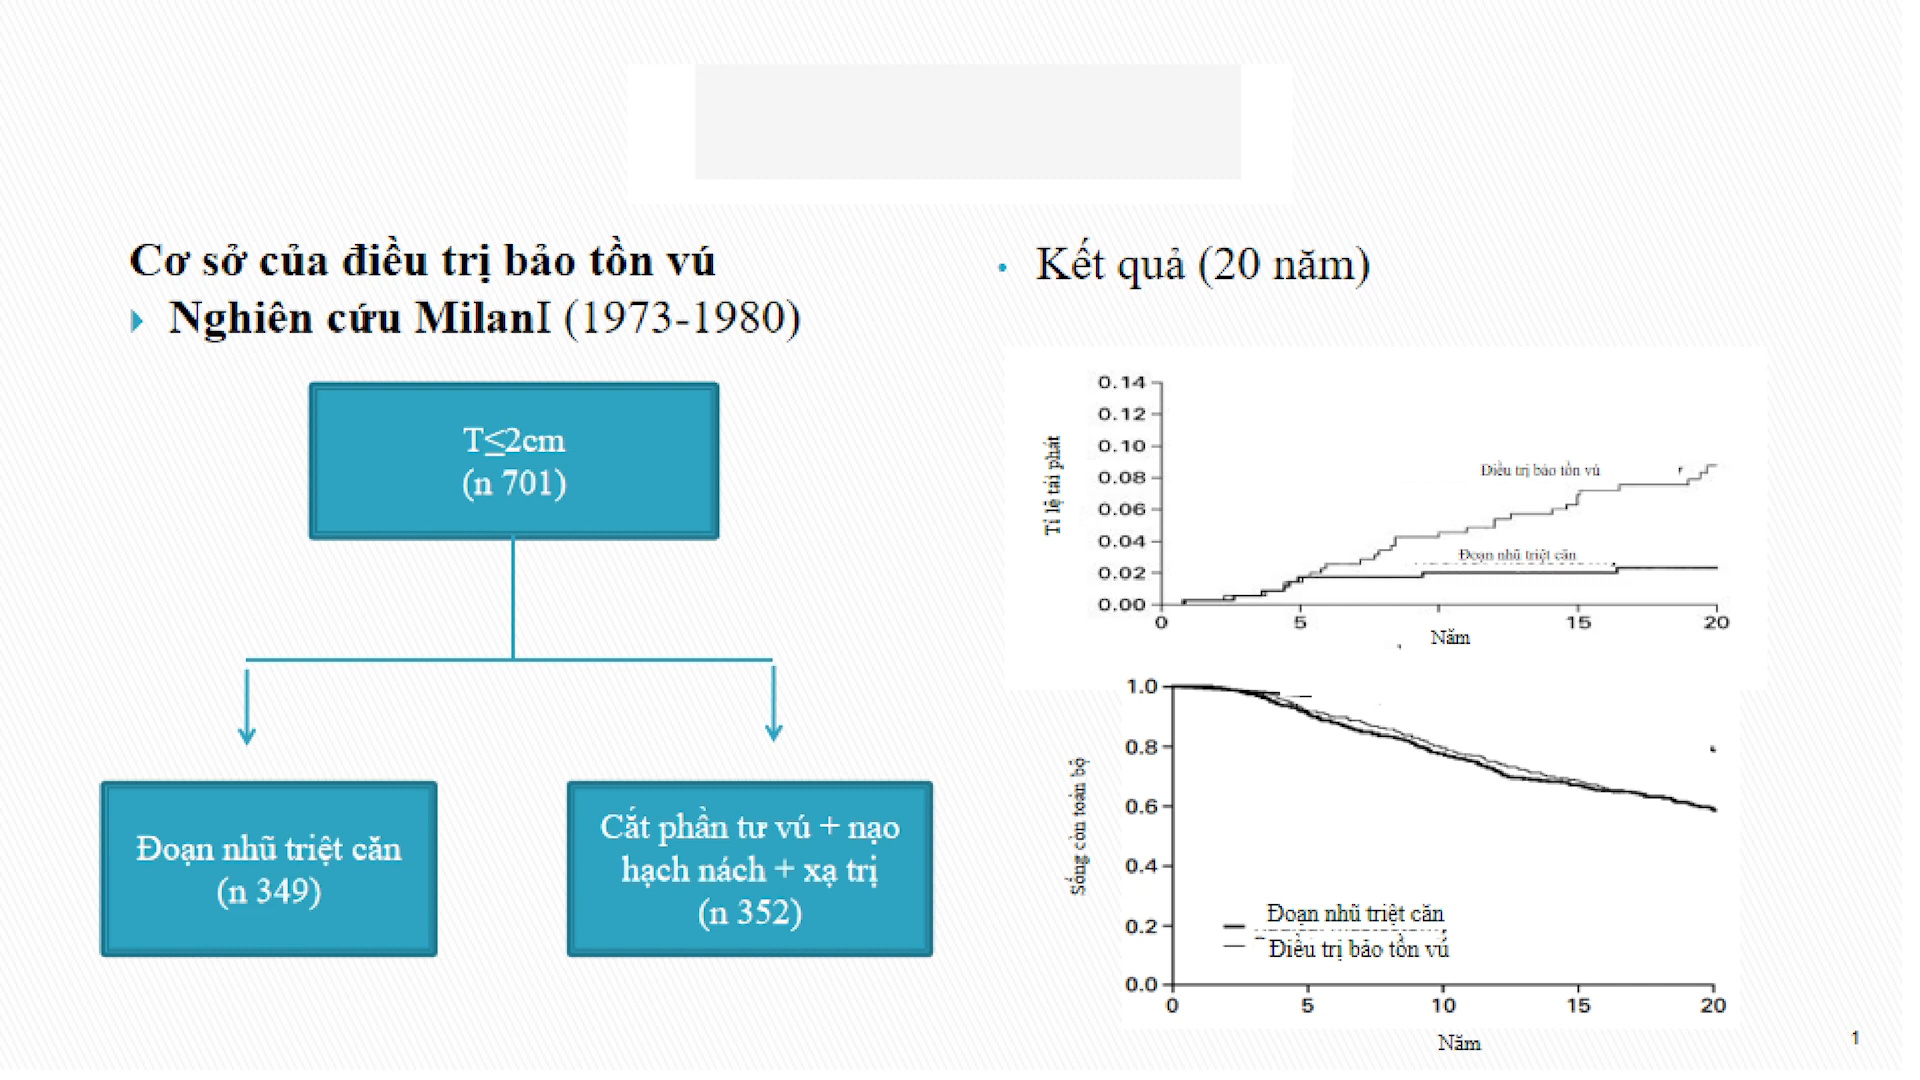 Cơ sở của điều trị bảo tồn vú
Nghiên cứu MilanI (1973-1980)
T≤2cm
(n 701)
Đoạn nhũ triệt căn
(n 349)
Cắt phần tư vú + nạo
hạch nách + xạ trị
(n 352)
• Kết quả (20 năm)
Tỉ lệ tái phát
0.14
0.12
0.10
0.08
0.06
0.04
0.02
0.00
Điều trị bảo tồn vú
Đoạn nhũ triệt căn
0 5 15 20
Năm
Sống còn toàn bộ
1.0
0.8
0.6
0.4
0.2
0.0
Đoạn nhũ triệt căn
Điều trị bảo tồn vú
0 5 10 15 20
Năm
1